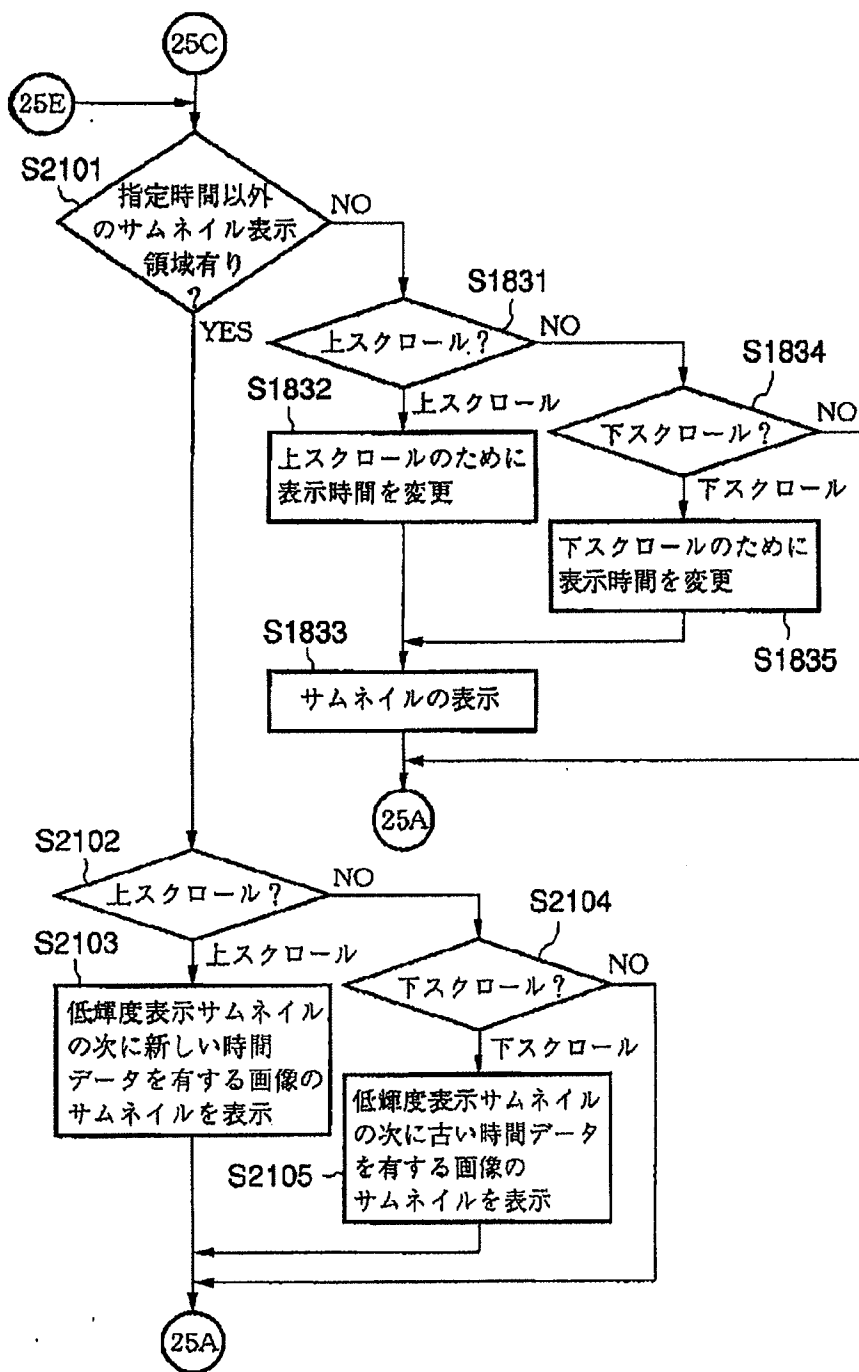 25C
25E
S2101
指定時間以外
のサムネイル表示
領域有り
?
NO
YES
S1831
上スクロール?
NO
上スクロール
S1834
下スクロール?
NO
下スクロール
S1832
上スクロールのために
表示時間を変更
下スクロールのために
表示時間を変更
S1835
S1833
サムネイルの表示
25A
S2102
上スクロール?
NO
上スクロール
S2104
下スクロール?
NO
下スクロール
S2103
低輝度表示サムネイル
の次に新しい時間
データを有する画像の
サムネイルを表示
低輝度表示サムネイル
の次に古い時間データ
を有する画像の
サムネイルを表示
S2105
25A